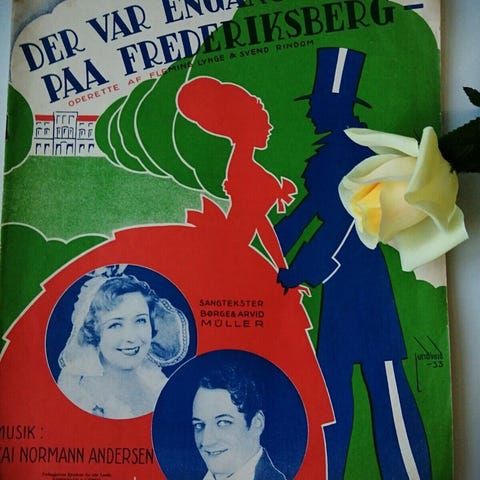 DER VAR ENGANG
PAA FREDERIKSBERG
OPERETTE AF FLEMING LYNGE & SVEND RINDOM
SANGTEKSTER
BØRGE & ARVID
MÜLLER
-33
MUSIK:
KAI NORMANN ANDERSEN